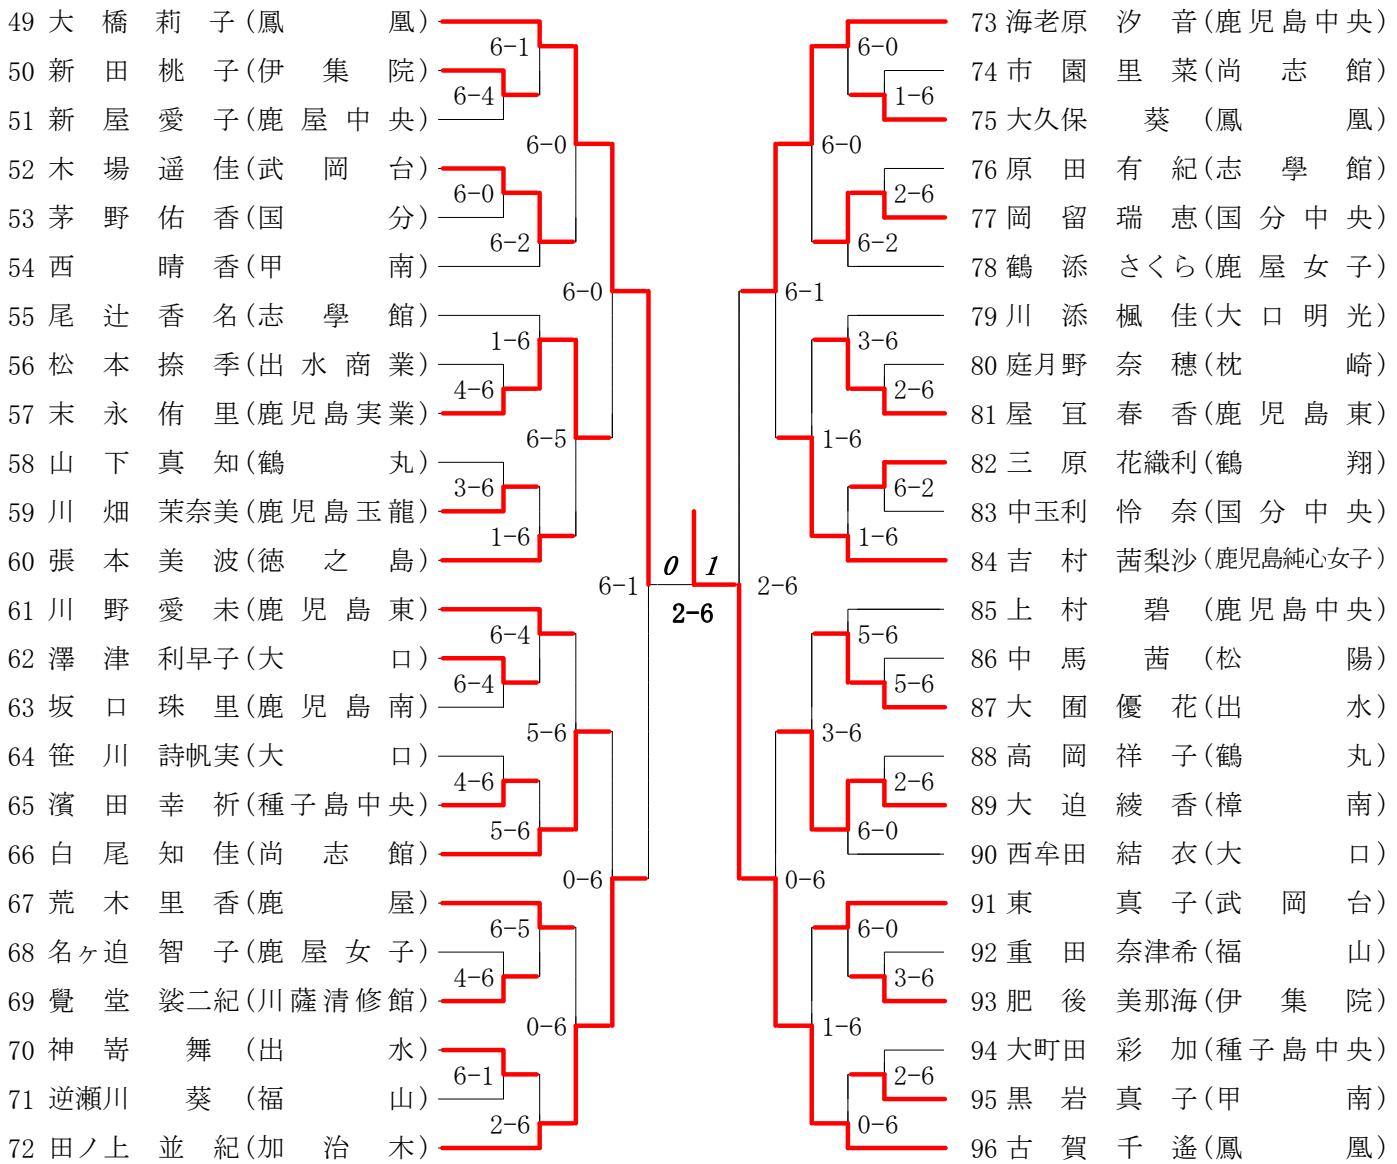 49 大橋莉子(鳳凰)
50 新田桃子(伊集院)
51 新屋愛子(鹿屋中央)
52 木場遥佳(武岡台)
53 茅野佑香(国分)
54 西晴香(甲南)
55 尾辻香名(志學館)
56 松本捺季(出水商業)
57 末永侑里(鹿児島実業)
58 山下真知(鶴丸)
59 川畑茉奈美(鹿児島玉龍)
60 張本美波(徳之島)
61 川野愛未(鹿児島東)
62 澤津利早子(大口)
63 坂口珠里(鹿児島南)
64 笹川詩帆実(大口)
65 濱田幸祈(種子島中央)
66 白尾知佳(尚志館)
67 荒木里香(鹿屋)
68 名ヶ迫智子(鹿屋女子)
69 覺堂裟二紀(川薩清修館)
70 神嵜舞(出水)
71 逆瀬川葵(福山)
72 田ノ上並紀(加治木)
6-1
6-4
6-0
6-0
6-2
6-0
1-6
4-6
6-5
3-6
1-6
6-1
6-4
6-4
5-6
4-6
5-6
0-6
6-5
4-6
0-6
6-1
2-6
0 1
2-6
73 海老原汐音(鹿児島中央)
74 市園里菜(尚志館)
75 大久保葵(鳳凰)
76 原田有紀(志學館)
77 岡留瑞恵(国分中央)
78 鶴添さくら(鹿屋女子)
79 川添楓佳(大口明光)
80 庭月野奈穂(枕崎)
81 屋冝春香(鹿児島東)
82 三原花織利(鶴翔)
83 中玉利怜奈(国分中央)
84 吉村茜梨沙(鹿児島純心女子)
85 上村碧(鹿児島中央)
86 中馬茜(松陽)
87 大囿優花(出水)
88 高岡祥子(鶴丸)
89 大迫綾香(樟南)
90 西牟田結衣(大口)
91 東真子(武岡台)
92 重田奈津希(福山)
93 肥後美那海(伊集院)
94 大町田彩加(種子島中央)
95 黒岩真子(甲南)
96 古賀千遙(鳳凰)
6-0
1-6
6-0
2-6
6-2
6-1
3-6
2-6
1-6
6-2
1-6
2-6
5-6
5-6
3-6
2-6
6-0
0-6
6-0
3-6
1-6
2-6
0-6